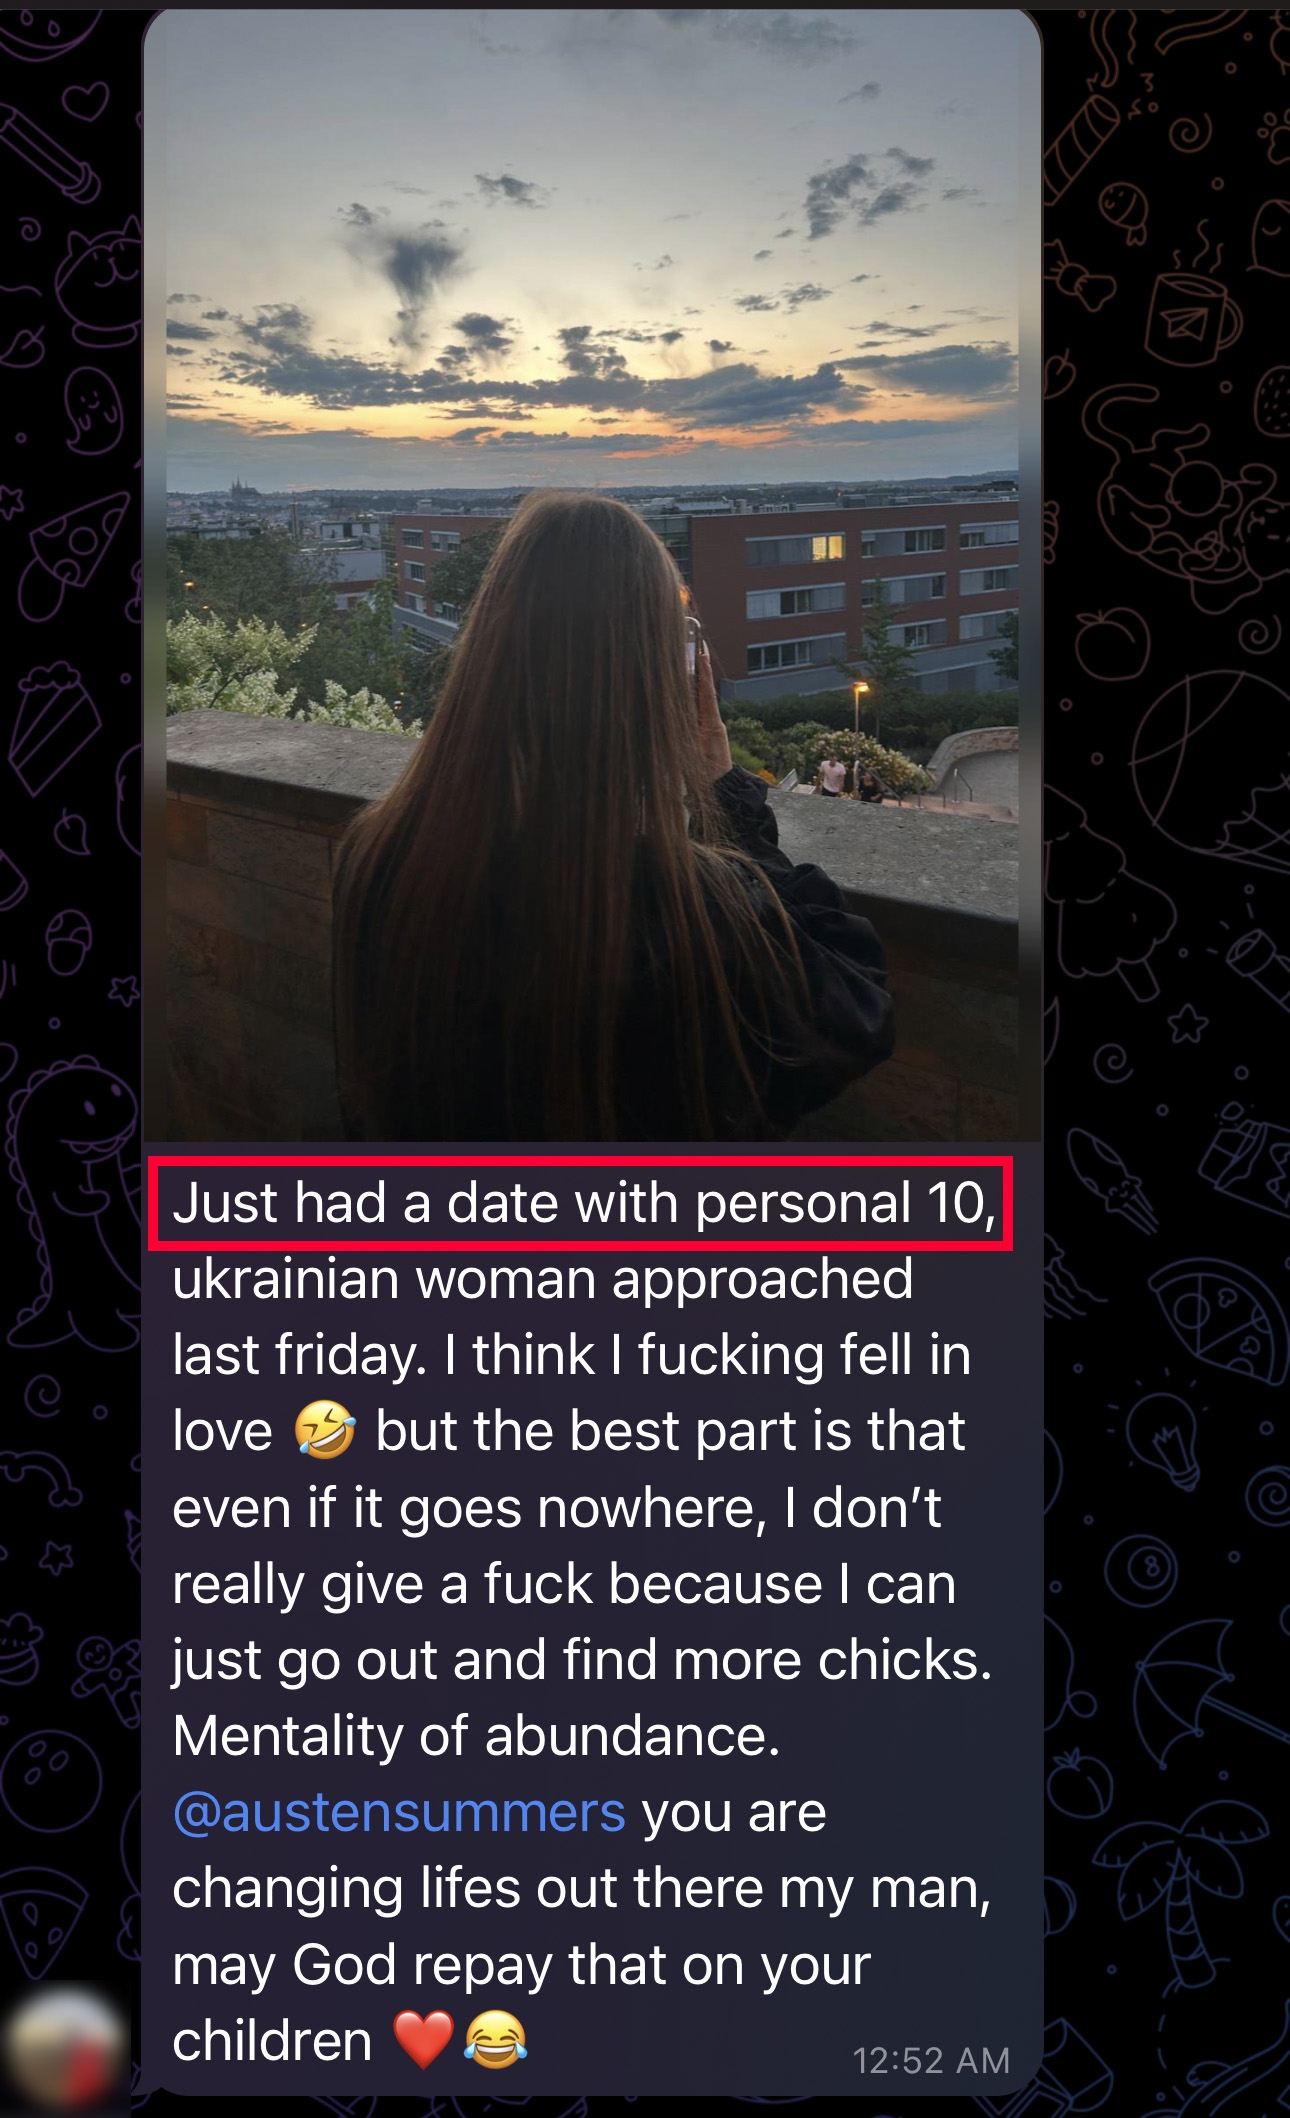 Just had a date with personal 10,
ukrainian woman approached
last friday. I think I fucking fell in
love 🤣 but the best part is that
even if it goes nowhere, I don’t
really give a fuck because I can
just go out and find more chicks.
Mentality of abundance.
@austensummers you are
changing lifes out there my man,
may God repay that on your
children ❤️😂
12:52 AM